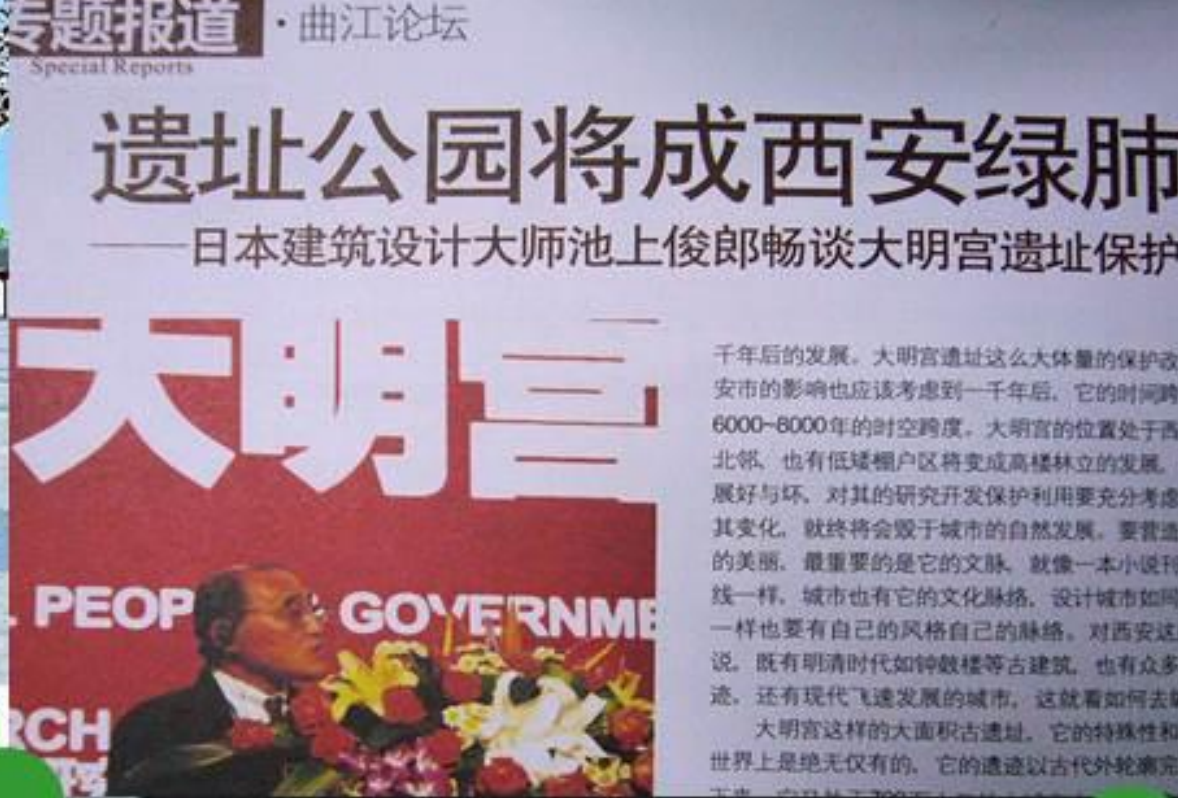 专题报道 · 曲江论坛
Special Reports
遗址公园将成西安绿肺
——日本建筑设计大师池上俊郎畅谈大明宫遗址保护
大明宫
PEOP GOVERNME
RCH
千年后的发展。大明宫遗址这么大体量的保护改
安市的影响也应该考虑到一千年后。它的时间跨
6000~8000年的时空跨度。大明宫的位置处于西
北邻、也有低矮棚户区将变成高楼林立的发展。
展好与坏、对其的研究开发保护利用要充分考虑
其变化。就终将会毁于城市的自然发展。要营造
的美丽。最重要的是它的文脉、就像一本小说刊
线一样。城市也有它的文化脉络。设计城市如同
一样也要有自己的风格自己的脉络。对西安这
说。既有明清时代如钟鼓楼等古建筑、也有众多
迹。还有现代飞速发展的城市。这就看如何去
大明宫这样的大面积古遗址。它的特殊性和
世界上是绝无仅有的。它的遗迹以古代外轮廓完